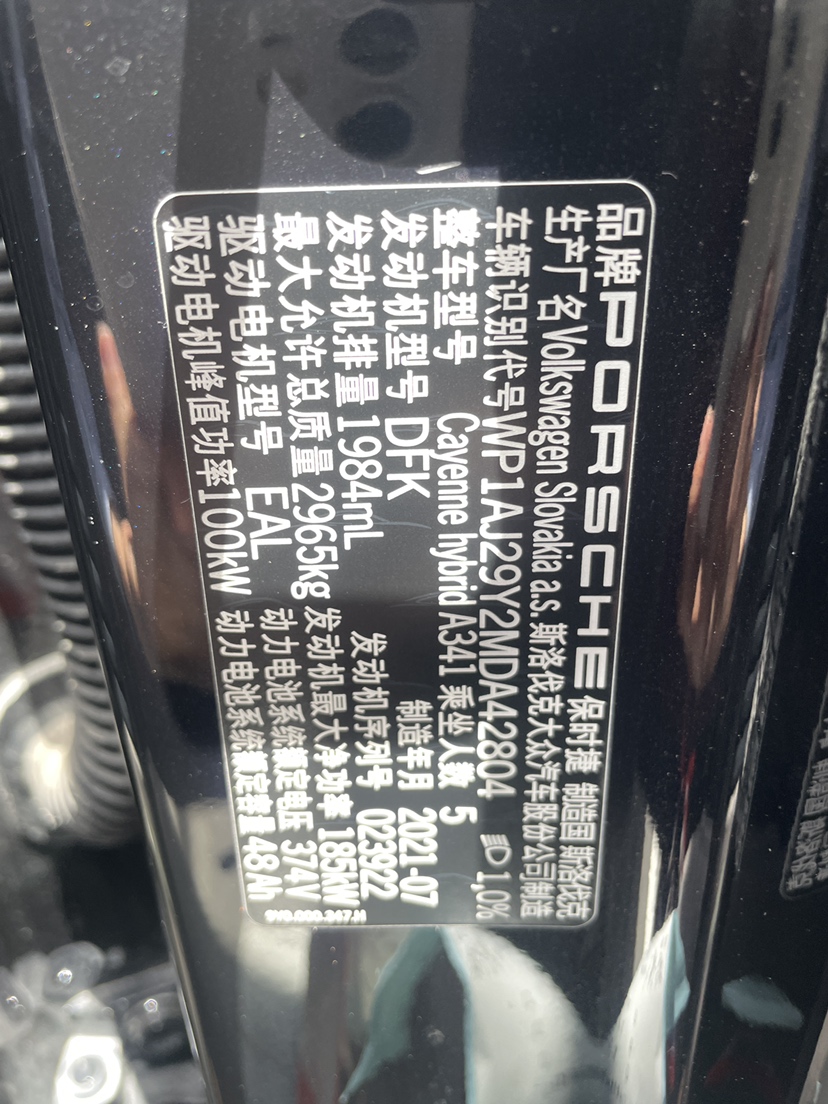 品牌 PORSCHE 保时捷 制造国 斯洛伐克
生产厂名 Volkswagen Slovakia a.s. 斯洛伐克大众汽车股份公司制造
车辆识别代号 WP1AJ29Y2MDA42804 1,0%
整车型号 Cayenne hybrid A341 乘坐人数 5
发动机型号 DFK 制造年月 2021-07
发动机排量 1984mL 发动机序列号 023922
最大允许总质量 2965kg 发动机最大净功率 185kW
驱动电机型号 EAL 动力电池系统额定电压 374V
驱动电机峰值功率 100kW 动力电池系统额定容量 48Ah
9Y0.000.247.H